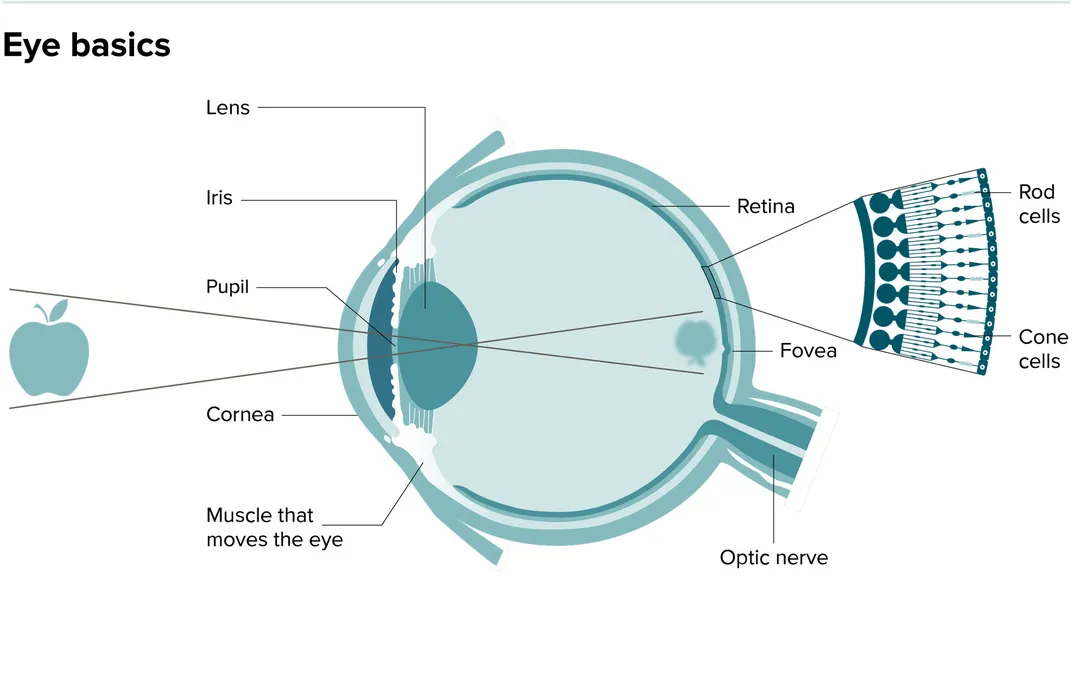 Eye basics
Lens
Iris
Pupil
Cornea
Muscle that
moves the eye
Retina
Fovea
Optic nerve
Rod
cells
Cone
cells